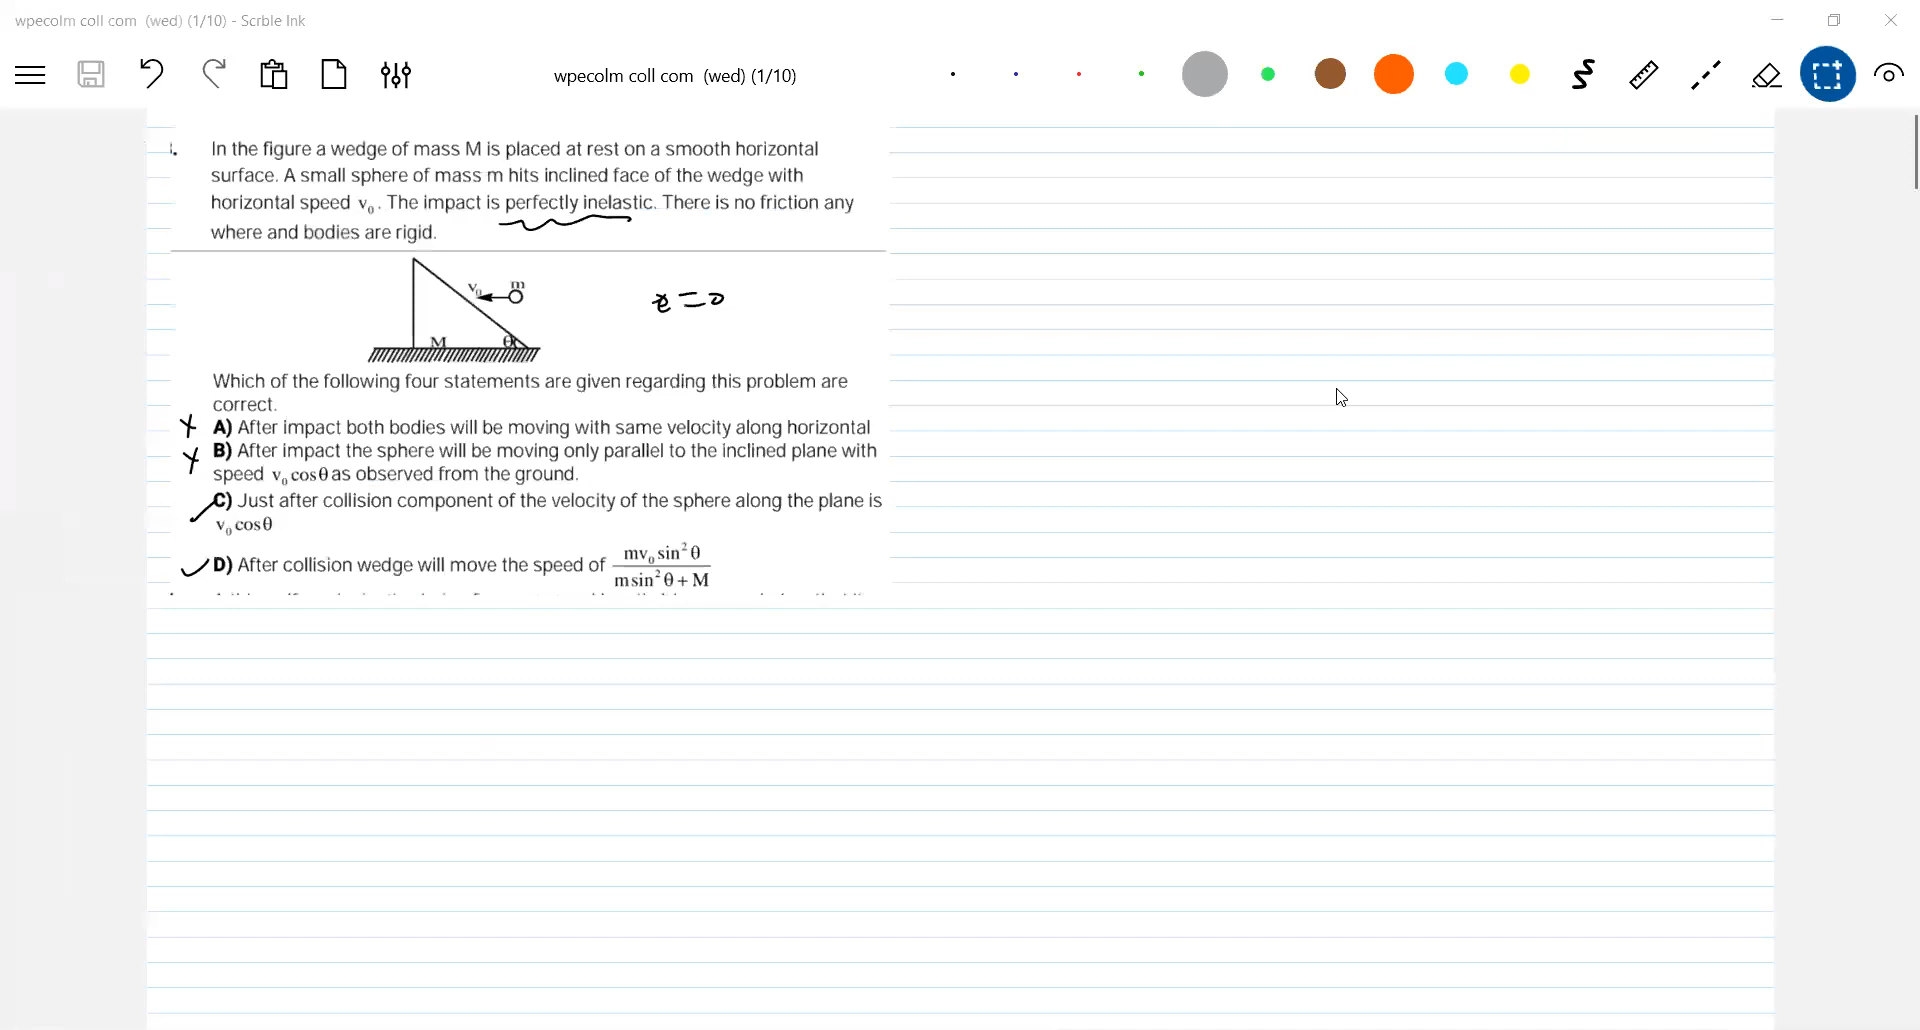 wpecolm coll com (wed) (1/10) - Scrble Ink
wpecolm coll com (wed) (1/10)
In the figure a wedge of mass M is placed at rest on a smooth horizontal
surface. A small sphere of mass m hits inclined face of the wedge with
horizontal speed v₀. The impact is perfectly inelastic. There is no friction any
where and bodies are rigid.
v₀ m
e = 0
M θ
Which of the following four statements are given regarding this problem are
correct.
A) After impact both bodies will be moving with same velocity along horizontal
B) After impact the sphere will be moving only parallel to the inclined plane with
speed v₀ cosθ as observed from the ground.
C) Just after collision component of the velocity of the sphere along the plane is
v₀ cosθ
D) After collision wedge will move the speed of mv₀ sin² θ / m sin² θ + M